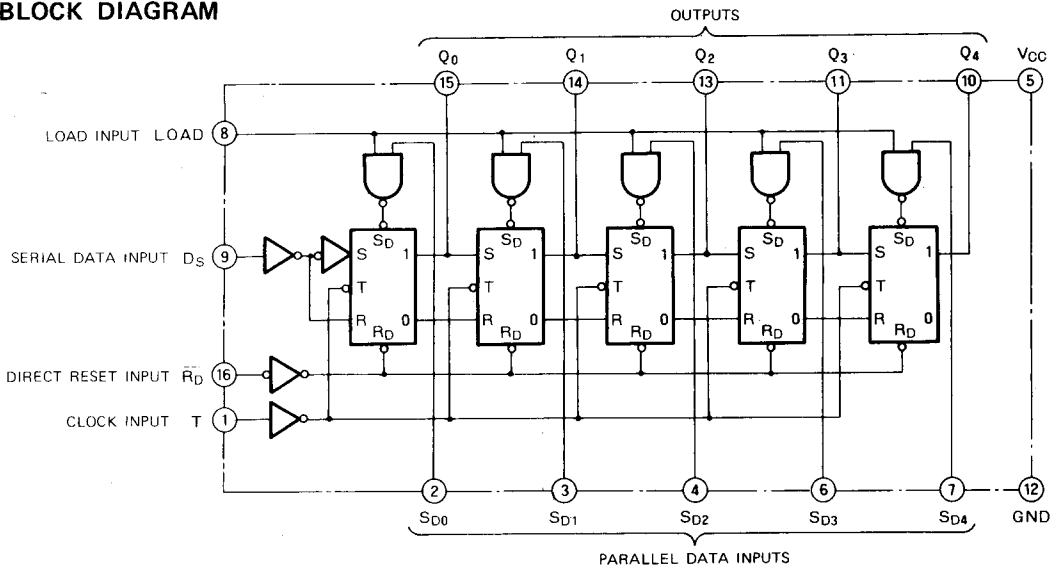 BLOCK DIAGRAM
OUTPUTS
Q0 Q1 Q2 Q3 Q4 VCC
15 14 13 11 10 5
LOAD INPUT LOAD 8
SD SD SD SD SD
SERIAL DATA INPUT DS 9 S 1 S 1 S 1 S 1 S 1
T T T T T
R 0 R 0 R 0 R 0 R 0
RD RD RD RD RD
DIRECT RESET INPUT R̅D̅ 16
CLOCK INPUT T 1
2 3 4 6 7 12
SD0 SD1 SD2 SD3 SD4 GND
PARALLEL DATA INPUTS